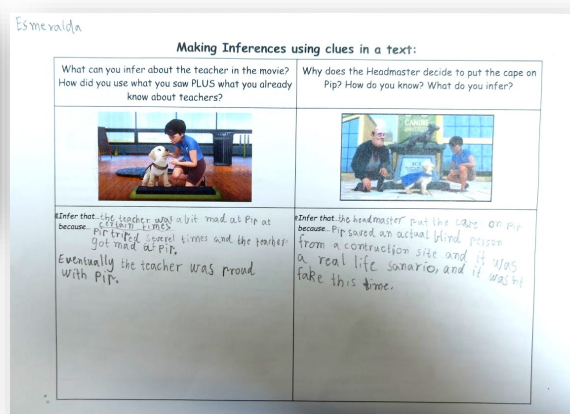 Esmeralda
Making Inferences using clues in a text:
What can you infer about the teacher in the movie?
How did you use what you saw PLUS what you already
know about teachers?
Why does the Headmaster decide to put the cape on
Pip? How do you know? What do you infer?
CANINE
I infer that..the teacher was a bit mad at Pip at
certain times
because.. Pip triped several times and the teacher
got mad at Pip.
Eventually the teacher was proud
with Pip.
I infer that..the headmaster put the cape on Pip
because.. Pip saved an actual blind person
from a contruction site and it was
a real life sanario, and it wasnt
fake this time.